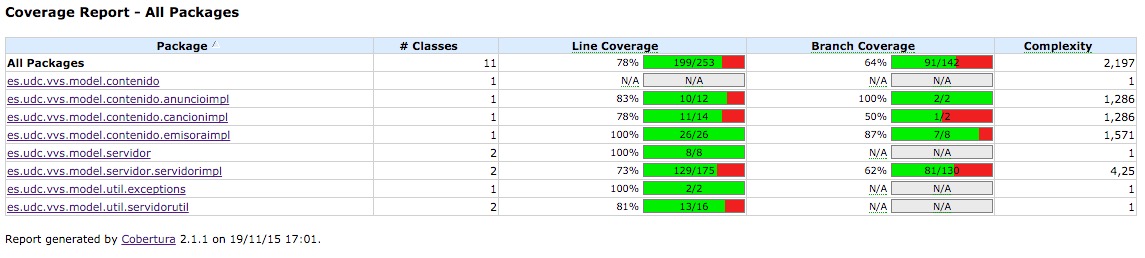 Coverage Report - All Packages
Package # Classes Line Coverage Branch Coverage Complexity
All Packages 11 78% 199/253 64% 91/142 2,197
es.udc.vvs.model.contenido 1 N/A N/A N/A N/A 1
es.udc.vvs.model.contenido.anuncioimpl 1 83% 10/12 100% 2/2 1,286
es.udc.vvs.model.contenido.cancionimpl 1 78% 11/14 50% 1/2 1,286
es.udc.vvs.model.contenido.emisoraimpl 1 100% 26/26 87% 7/8 1,571
es.udc.vvs.model.servidor 2 100% 8/8 N/A N/A 1
es.udc.vvs.model.servidor.servidorimpl 2 73% 129/175 62% 81/130 4,25
es.udc.vvs.model.util.exceptions 1 100% 2/2 N/A N/A 1
es.udc.vvs.model.util.servidorutil 2 81% 13/16 N/A N/A 1
Report generated by Cobertura 2.1.1 on 19/11/15 17:01.